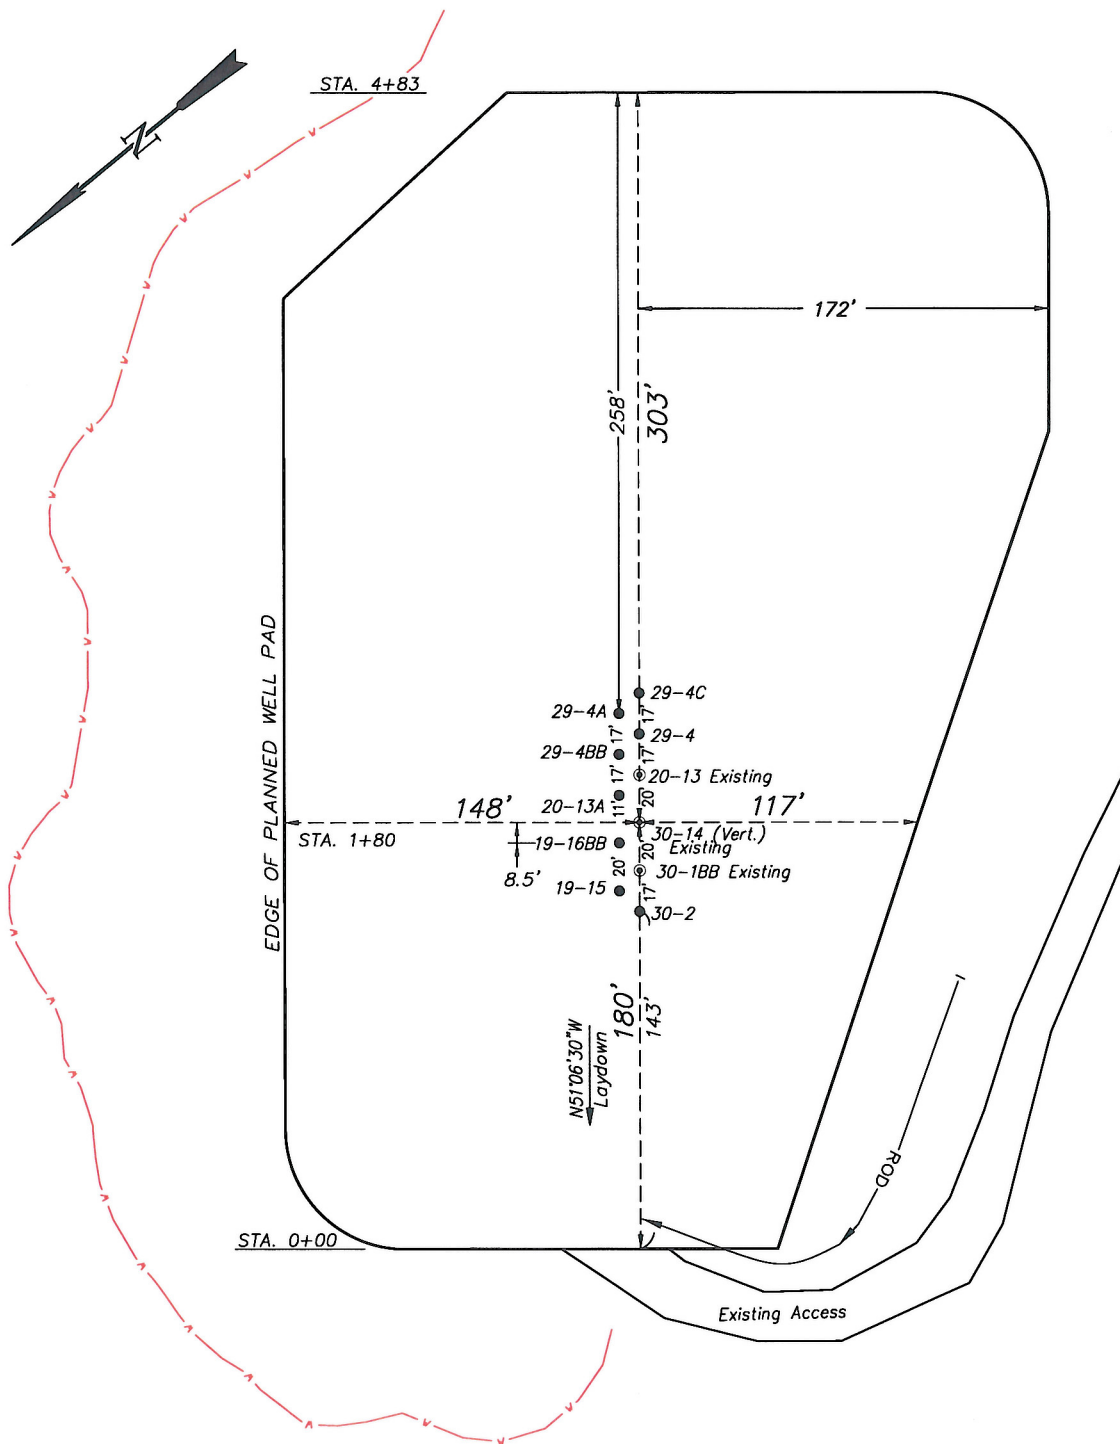 STA. 4+83
N
172'
258'
303'
EDGE OF PLANNED WELL PAD
29-4C
29-4A
17'
17'
29-4
29-4BB
17'
17'
20-13 Existing
20-13A
11'
20'
148'
117'
STA. 1+80
30-14 (Vert.)
Existing
19-16BB
20'
8.5'
20'
30-1BB Existing
19-15
17'
30-2
180'
143'
N51°06'30"W
Laydown
ROD
STA. 0+00
Existing Access